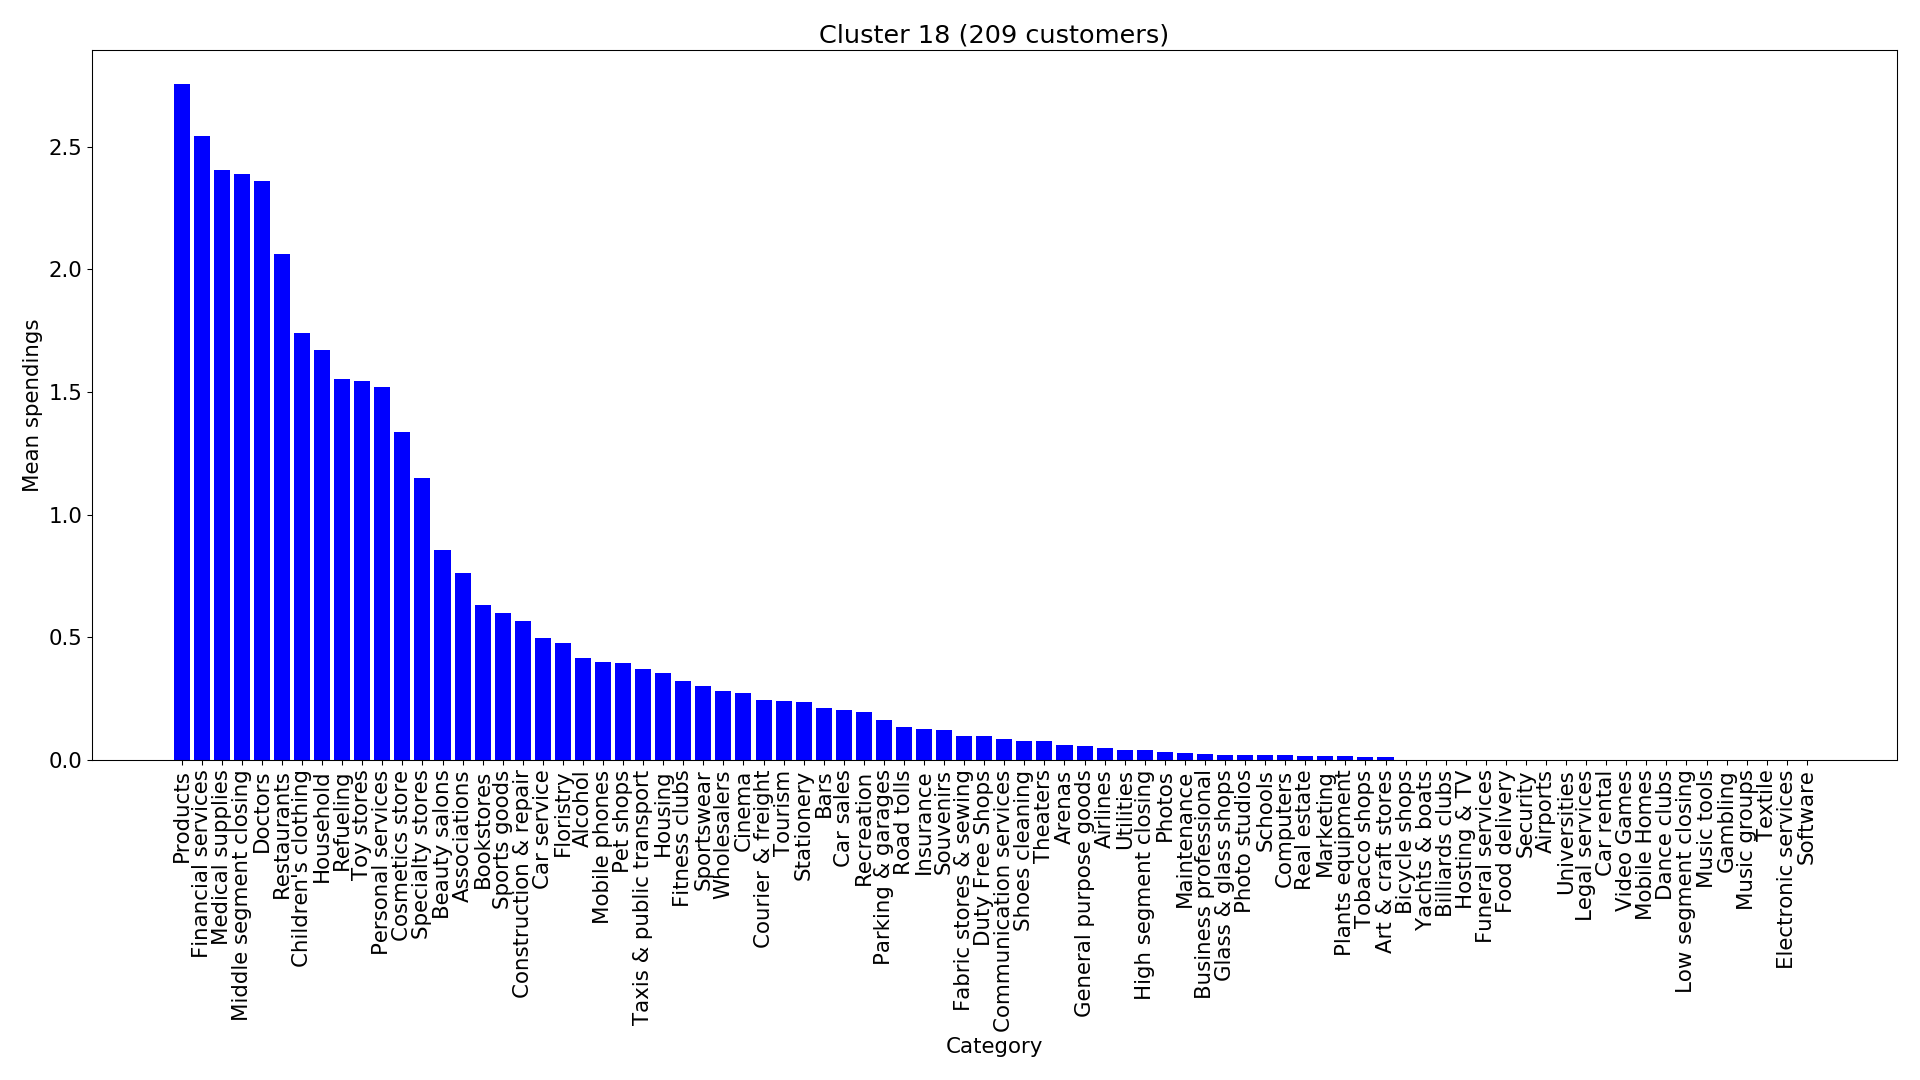 Cluster 18 (209 customers)
Mean spendings
2.5
2.0
1.5
1.0
0.5
0.0
Products
Financial services
Medical supplies
Middle segment closing
Doctors
Restaurants
Children's clothing
Household
Refueling
Toy stores
Personal services
Cosmetics store
Specialty stores
Beauty salons
Associations
Bookstores
Sports goods
Construction & repair
Car service
Floristry
Alcohol
Mobile phones
Pet shops
Taxis & public transport
Housing
Fitness clubs
Sportswear
Wholesalers
Cinema
Courier & freight
Tourism
Stationery
Bars
Car sales
Recreation
Parking & garages
Road tolls
Insurance
Souvenirs
Fabric stores & sewing
Duty Free Shops
Communication services
Shoes cleaning
Theaters
Arenas
General purpose goods
Airlines
Utilities
High segment closing
Photos
Maintenance
Business professional
Glass & glass shops
Photo studios
Schools
Computers
Real estate
Marketing
Plants equipment
Tobacco shops
Art & craft stores
Bicycle shops
Yachts & boats
Billiards clubs
Hosting & TV
Funeral services
Food delivery
Security
Airports
Universities
Legal services
Car rental
Video Games
Mobile Homes
Dance clubs
Low segment closing
Music tools
Gambling
Music groups
Textile
Electronic services
Software
Category